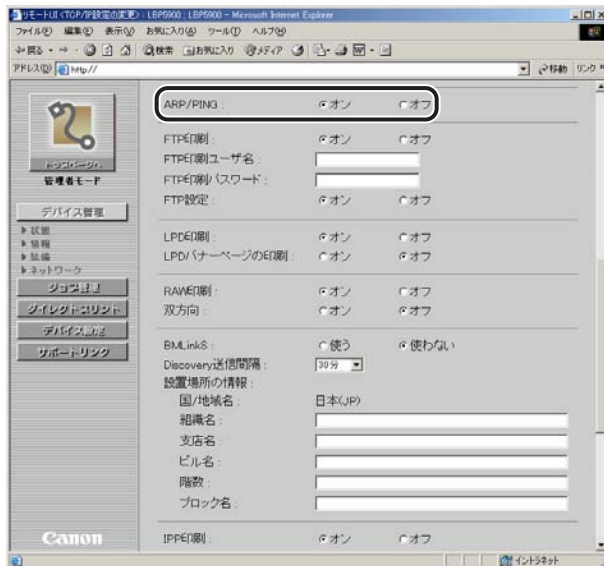 リモートUI <TOP/IP設定の変更> : LBP5900 ; LBP5900 - Microsoft Internet Explorer
ファイル(F) 編集(E) 表示(V) お気に入り(A) ツール(T) ヘルプ(H)
戻る 検索 お気に入り メディア
アドレス(D) http:// 移動 リンク
ARP/PING : オン オフ
FTP印刷 : オン オフ
FTP印刷ユーザ名 :
FTP印刷パスワード :
FTP設定 : オン オフ
LPD印刷 : オン オフ
LPDバナーページの印刷 : オン オフ
RAW印刷 : オン オフ
双方向 : オン オフ
BMLinkS : 使う 使わない
Discovery送信間隔 : 30分
設置場所の情報 :
国/地域名 : 日本(JP)
組織名 :
支店名 :
ビル名 :
階数 :
ブロック名 :
IPP印刷 : オン オフ
トップページへ
管理者モード
デバイス管理
状態
情報
装備
ネットワーク
ジョブ管理
ダイレクトプリント
デバイス設定
サポートリンク
Canon
イントラネット